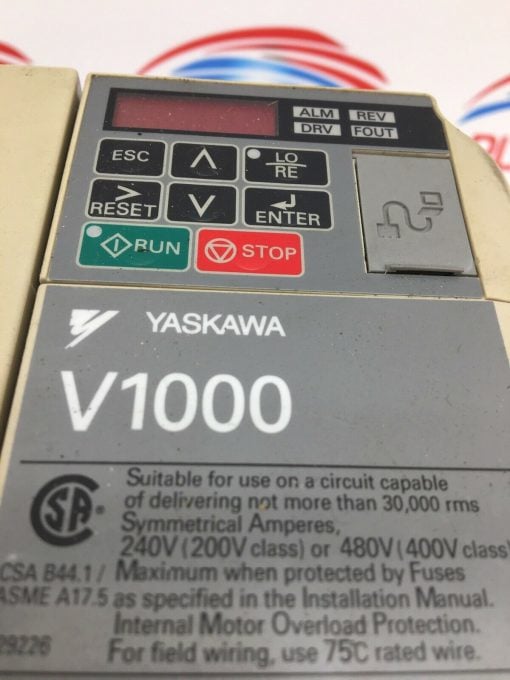 ALM REV
DRV FOUT
ESC LO
RE
RESET ENTER
RUN STOP
YASKAWA
V1000
Suitable for use on a circuit capable
of delivering not more than 30,000 rms
Symmetrical Amperes,
240V (200V class) or 480V (400V class)
CSA B44.1 / Maximum when protected by Fuses
ASME A17.5 as specified in the Installation Manual.
Internal Motor Overload Protection.
29226 For field wiring, use 75C rated wire.